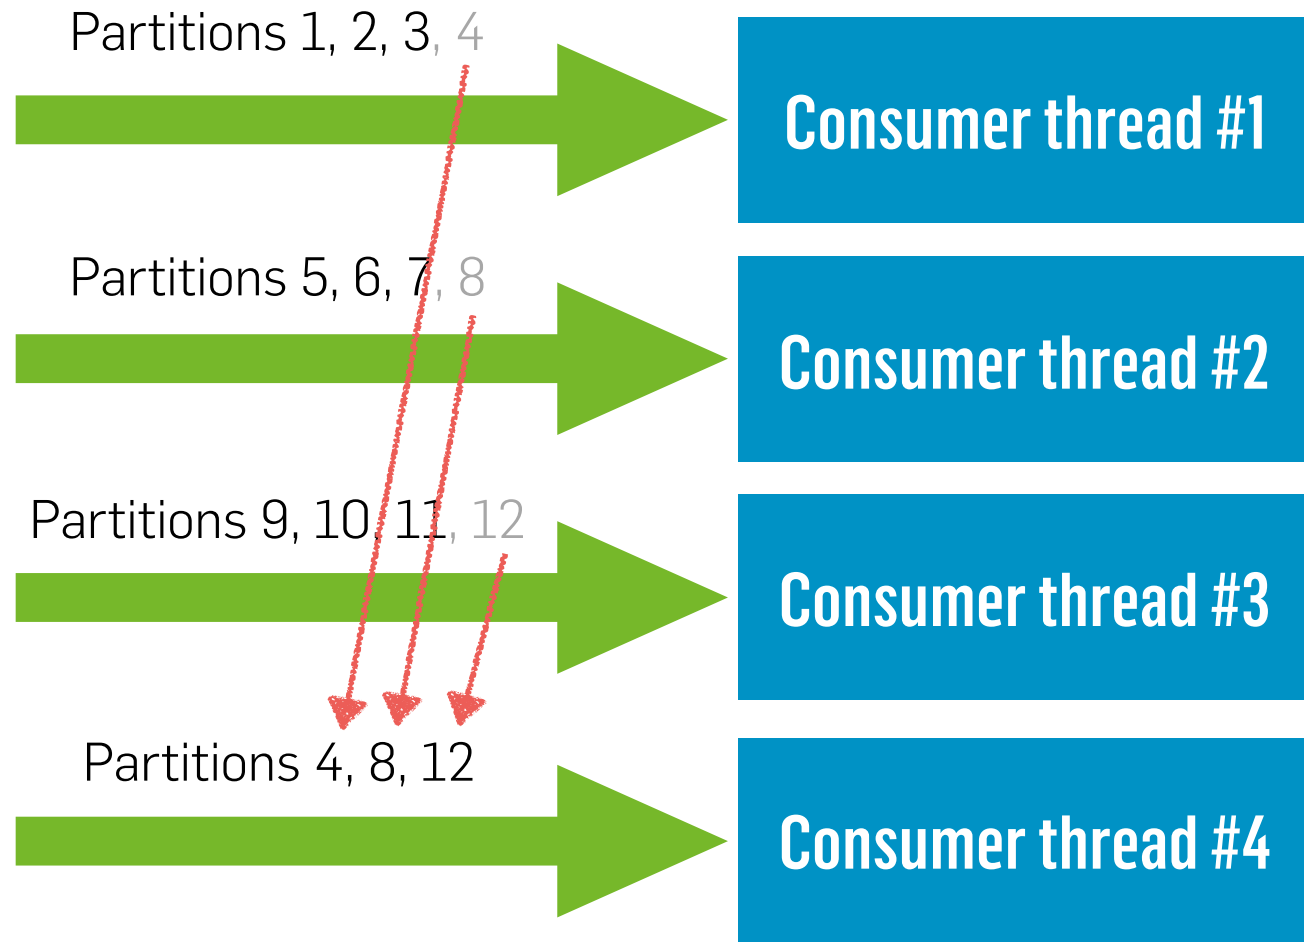 Partitions 1, 2, 3, 4
Consumer thread #1
Partitions 5, 6, 7, 8
Consumer thread #2
Partitions 9, 10, 11, 12
Consumer thread #3
Partitions 4, 8, 12
Consumer thread #4